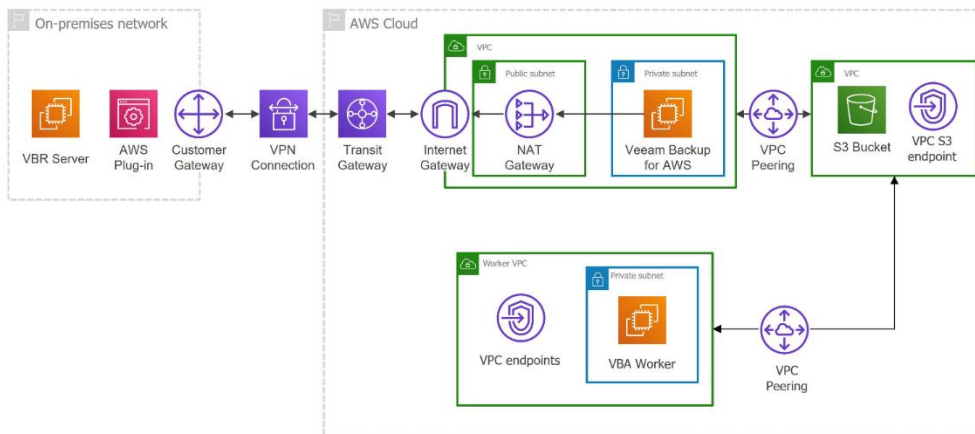 On-premises network
AWS Cloud
VPC
Public subnet
Private subnet
VPC
VBR Server
AWS
Plug-in
Customer
Gateway
VPN
Connection
Transit
Gateway
Internet
Gateway
NAT
Gateway
Veeam Backup
for AWS
VPC
Peering
S3 Bucket
VPC S3
endpoint
Worker VPC
Private subnet
VPC endpoints
VBA Worker
VPC
Peering